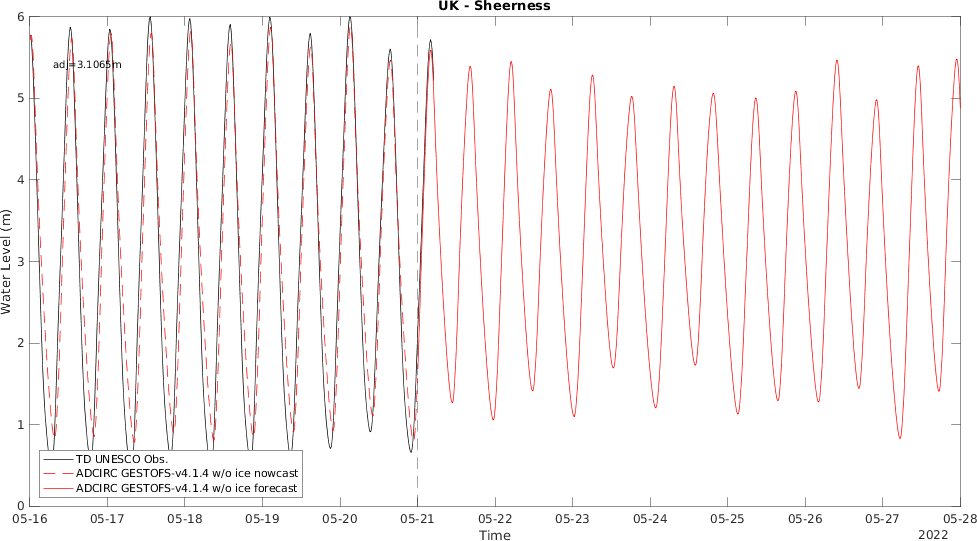 UK - Sheerness
6
adj=3.1065m
5
4
3
2
1
0
Water Level (m)
TD UNESCO Obs.
ADCIRC GESTOFS-v4.1.4 w/o ice nowcast
ADCIRC GESTOFS-v4.1.4 w/o ice forecast
05-16 05-17 05-18 05-19 05-20 05-21 05-22 05-23 05-24 05-25 05-26 05-27 05-28
Time
2022